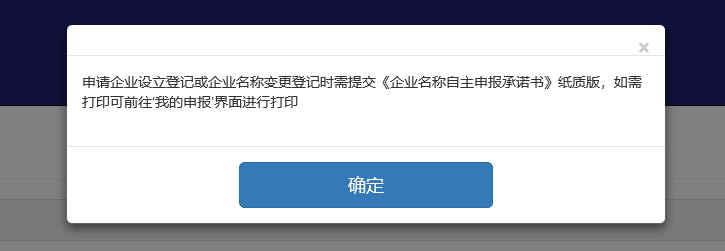 ×
申请企业设立登记或企业名称变更登记时需提交《企业名称自主申报承诺书》纸质版，如需
打印可前往'我的申报'界面进行打印
确定